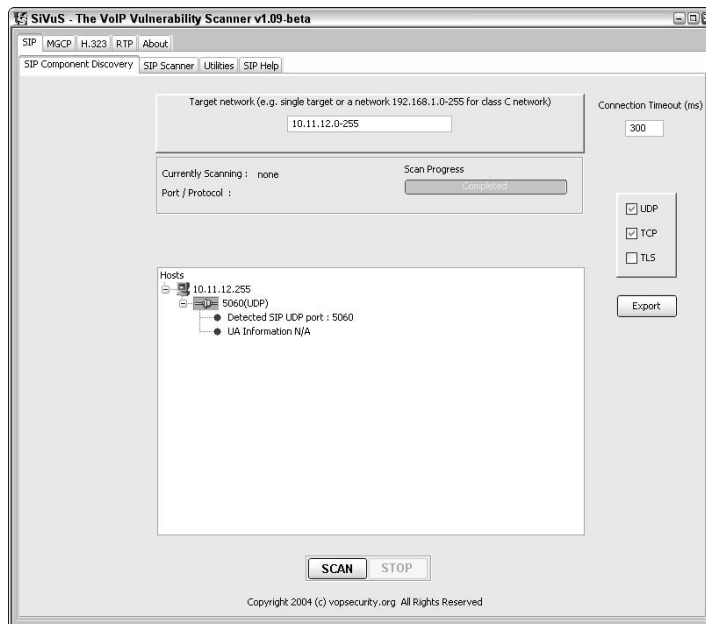 SiVuS - The VoIP Vulnerability Scanner v1.09-beta
SIP MGCP H.323 RTP About
SIP Component Discovery SIP Scanner Utilities SIP Help
Target network (e.g. single target or a network 192.168.1.0-255 for class C network)
10.11.12.0-255
Connection Timeout (ms)
300
Currently Scanning : none
Scan Progress
Completed
Port / Protocol :
UDP
TCP
TLS
Export
Hosts
10.11.12.255
5060(UDP)
Detected SIP UDP port : 5060
UA Information N/A
SCAN STOP
Copyright 2004 (c) vopsecurity.org All Rights Reserved